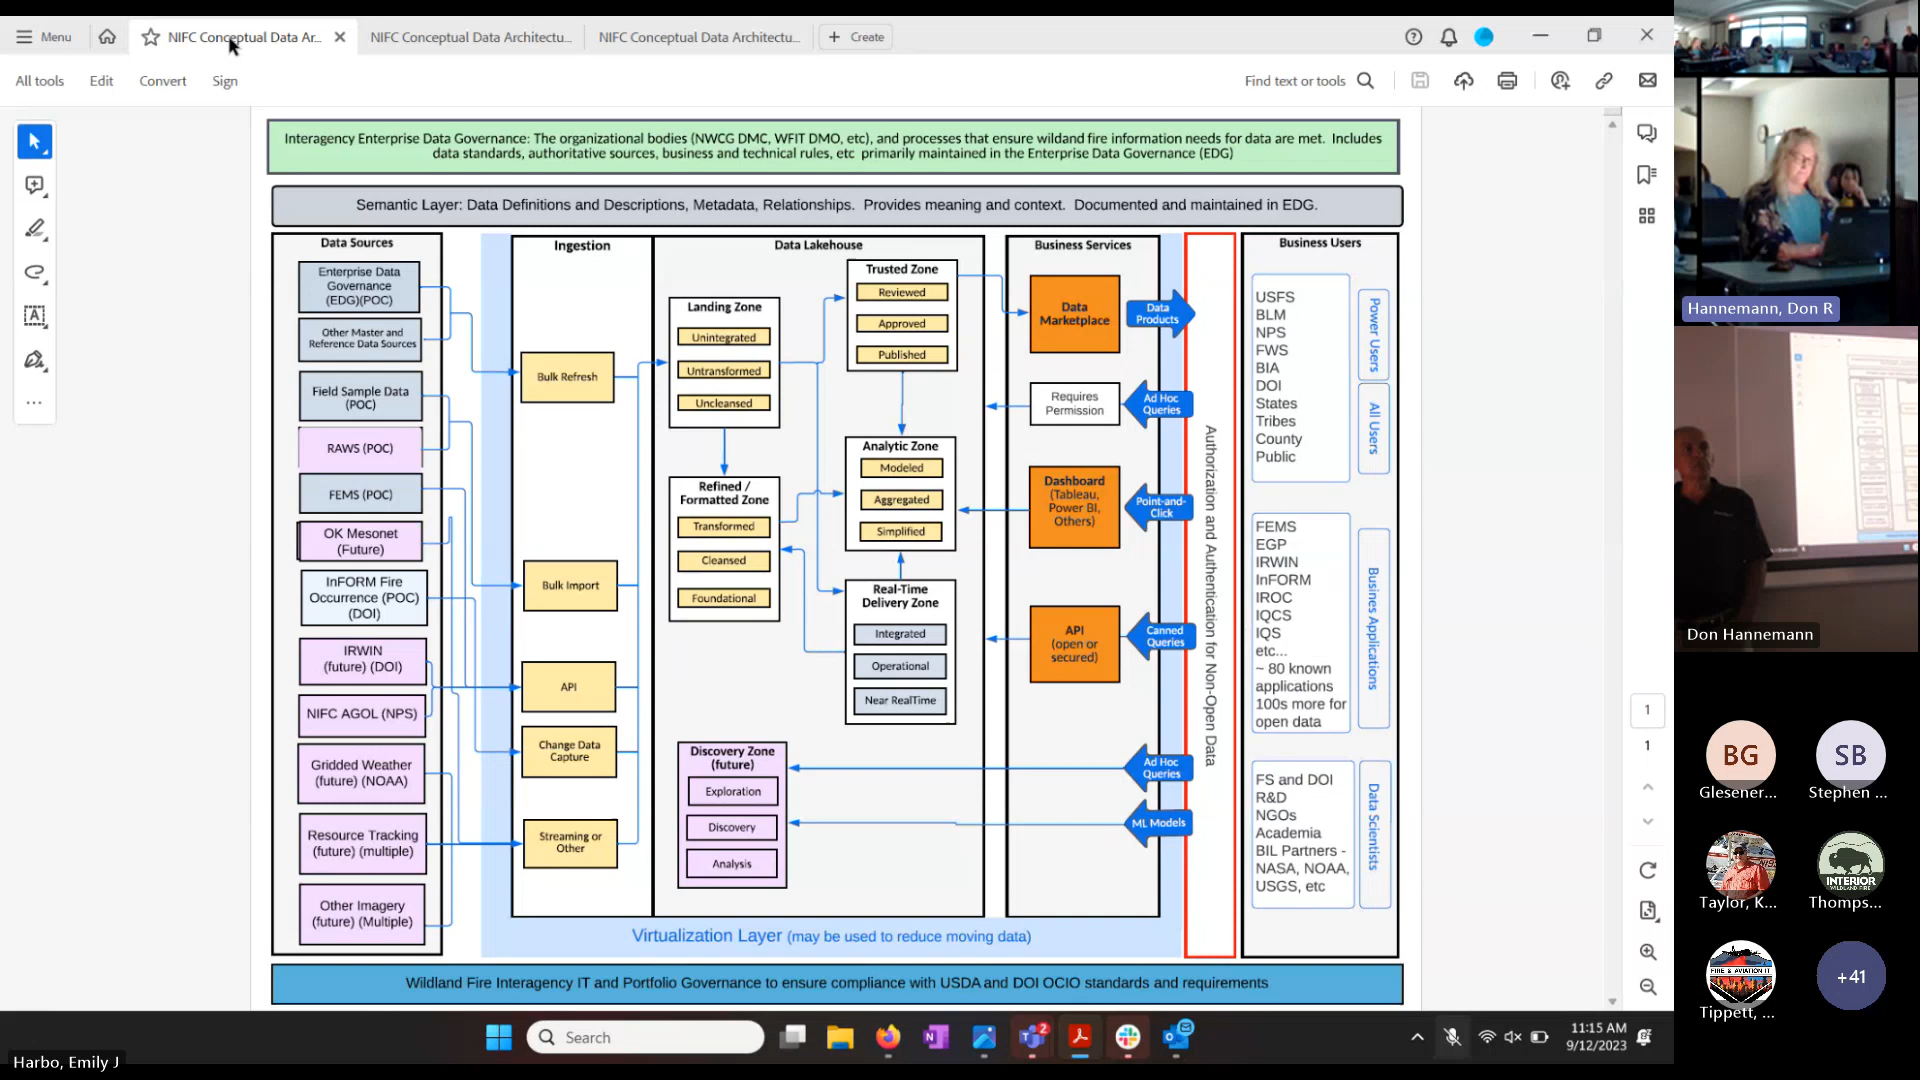 Menu
NIFC Conceptual Data Ar...
NIFC Conceptual Data Architectu...
NIFC Conceptual Data Architectu...
Create
All tools
Edit
Convert
Sign
Find text or tools
Interagency Enterprise Data Governance: The organizational bodies (NWCG DMC, WFIT DMO, etc), and processes that ensure wildand fire information needs for data are met. Includes
data standards, authoritative sources, business and technical rules, etc primarily maintained in the Enterprise Data Governance (EDG)
Semantic Layer: Data Definitions and Descriptions, Metadata, Relationships. Provides meaning and context. Documented and maintained in EDG.
Data Sources
Enterprise Data
Governance
(EDG)(POC)
Other Master and
Reference Data Sources
Field Sample Data
(POC)
RAWS (POC)
FEMS (POC)
OK Mesonet
(Future)
InFORM Fire
Occurrence (POC)
(DOI)
IRWIN
(future) (DOI)
NIFC AGOL (NPS)
Gridded Weather
(future) (NOAA)
Resource Tracking
(future) (multiple)
Other Imagery
(future) (Multiple)
Ingestion
Bulk Refresh
Bulk Import
API
Change Data
Capture
Streaming or
Other
Data Lakehouse
Landing Zone
Unintegrated
Untransformed
Uncleansed
Refined /
Formatted Zone
Transformed
Cleansed
Foundational
Trusted Zone
Reviewed
Approved
Published
Analytic Zone
Modeled
Aggregated
Simplified
Real-Time
Delivery Zone
Integrated
Operational
Near RealTime
Discovery Zone
(future)
Exploration
Discovery
Analysis
Business Services
Data
Marketplace
Requires
Permission
Dashboard
(Tableau,
Power BI,
Others)
API
(open or
secured)
Data
Products
Ad Hoc
Queries
Point-and-
Click
Canned
Queries
Ad Hoc
Queries
ML Models
Authorization and Authentication for Non-Open Data
Business Users
USFS
BLM
NPS
FWS
BIA
DOI
States
Tribes
County
Public
Power Users
All Users
FEMS
EGP
IRWIN
InFORM
IROC
IQCS
IQS
etc...
~ 80 known
applications
100s more for
open data
Busines Applications
FS and DOI
R&D
NGOs
Academia
BIL Partners -
NASA, NOAA,
USGS, etc
Data Scientists
Virtualization Layer (may be used to reduce moving data)
Wildland Fire Interagency IT and Portfolio Governance to ensure compliance with USDA and DOI OCIO standards and requirements
1
1
Search
2
11:15 AM
9/12/2023
Harbo, Emily J
Hannemann, Don R
Don Hannemann
BG
Glesener...
SB
Stephen ...
Taylor, K...
INTERIOR
WILDLAND FIRE
Thomps...
FIRE & AVIATION IT
Tippett, ...
+41